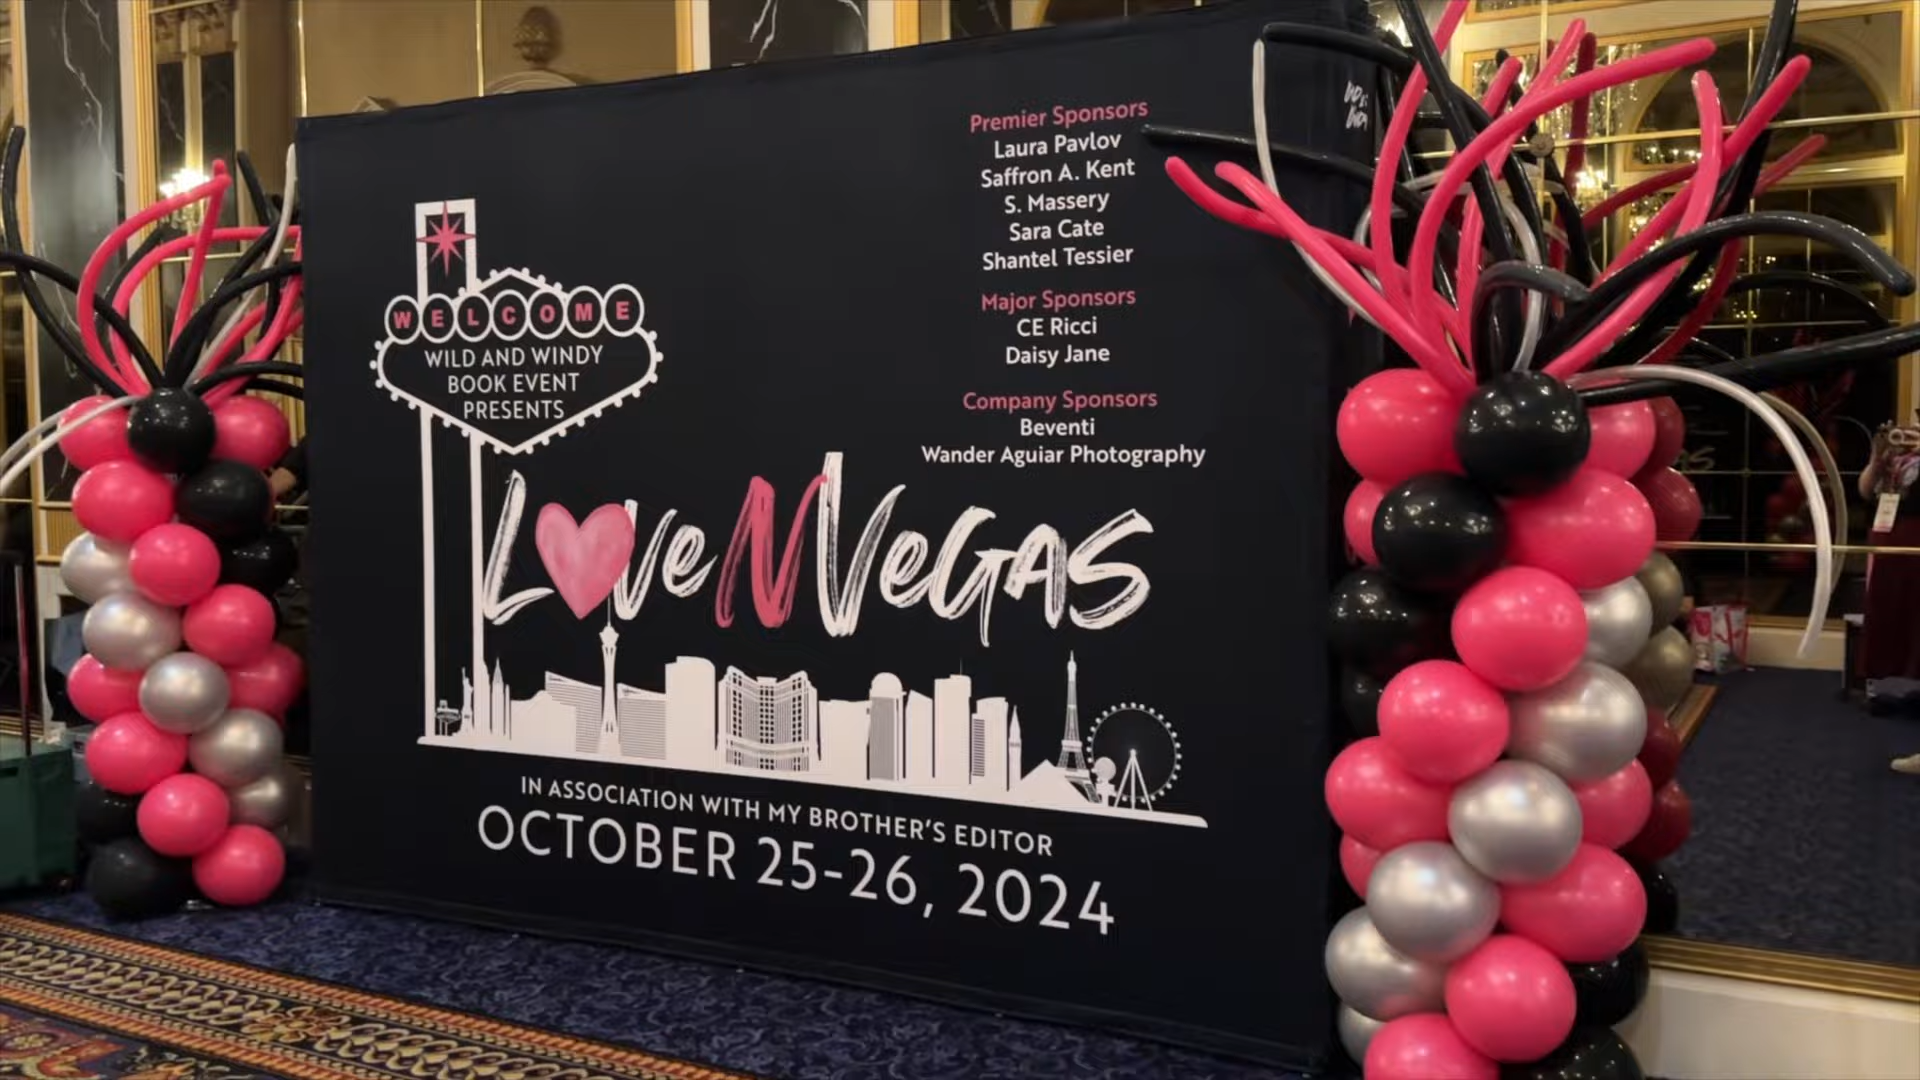 WELCOME
WILD AND WINDY
BOOK EVENT
PRESENTS
Premier Sponsors
Laura Pavlov
Saffron A. Kent
S. Massery
Sara Cate
Shantel Tessier
Major Sponsors
CE Ricci
Daisy Jane
Company Sponsors
Beventi
Wander Aguiar Photography
Love N Vegas
IN ASSOCIATION WITH MY BROTHER'S EDITOR
OCTOBER 25-26, 2024